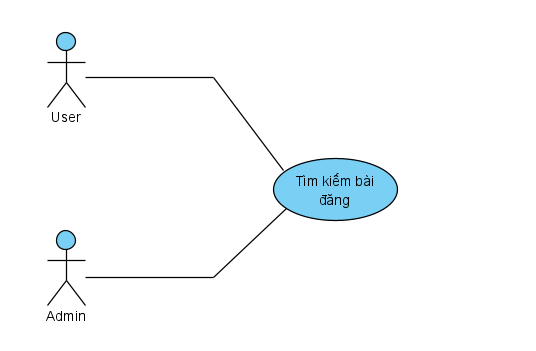 User
Tìm kiếm bài
đăng
Admin